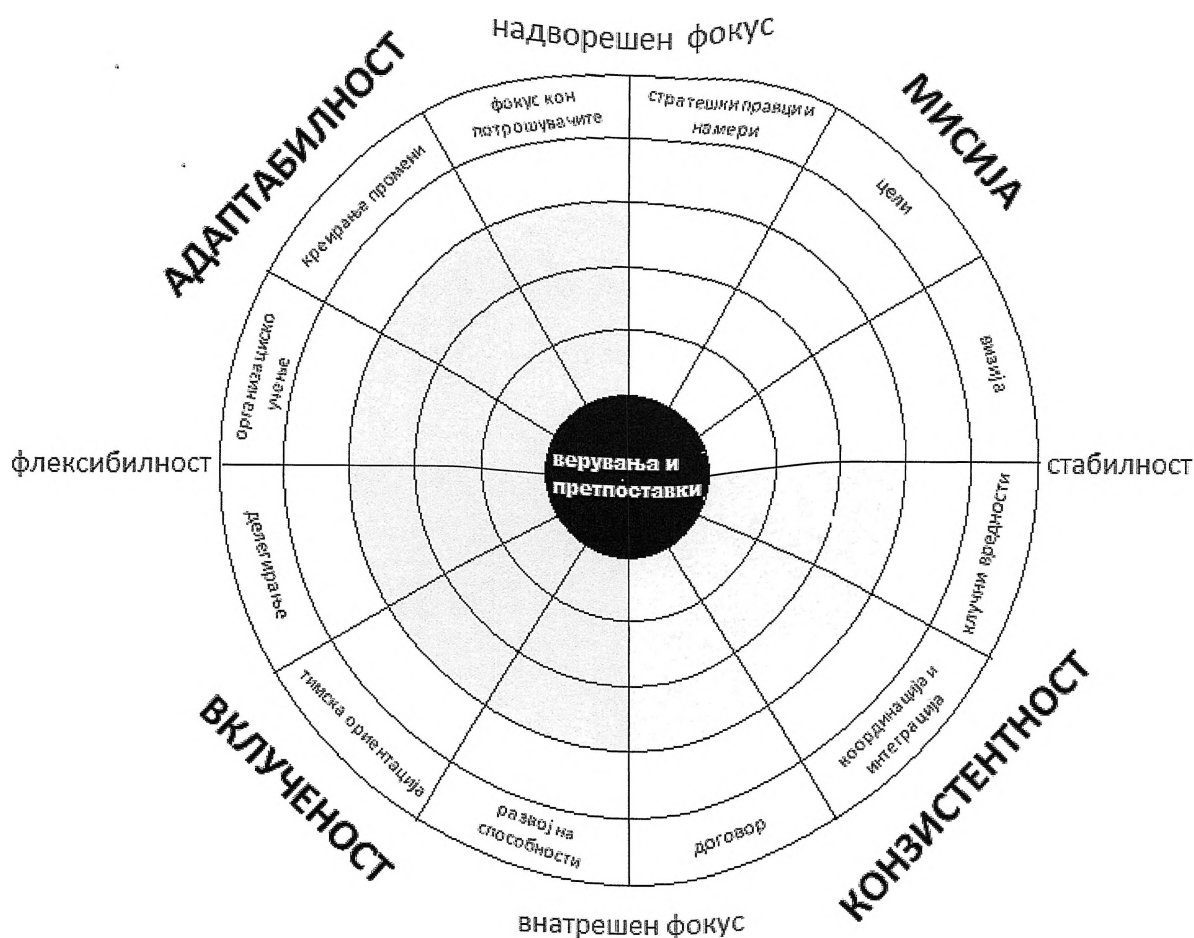 надворешен фокус
АДАПТАБИЛНОСТ
МИСИЈА
фокус кон
потрошувачите
стратешки правци и
намери
креирање промени
цели
организациско
учење
визија
флексибилност
верувања и
претпоставки
стабилност
делегирање
клучни вредности
тимска ориентација
координација и
интеграција
развој на
способности
договор
ВКЛУЧЕНОСТ
КОНЗИСТЕНТНОСТ
внатрешен фокус